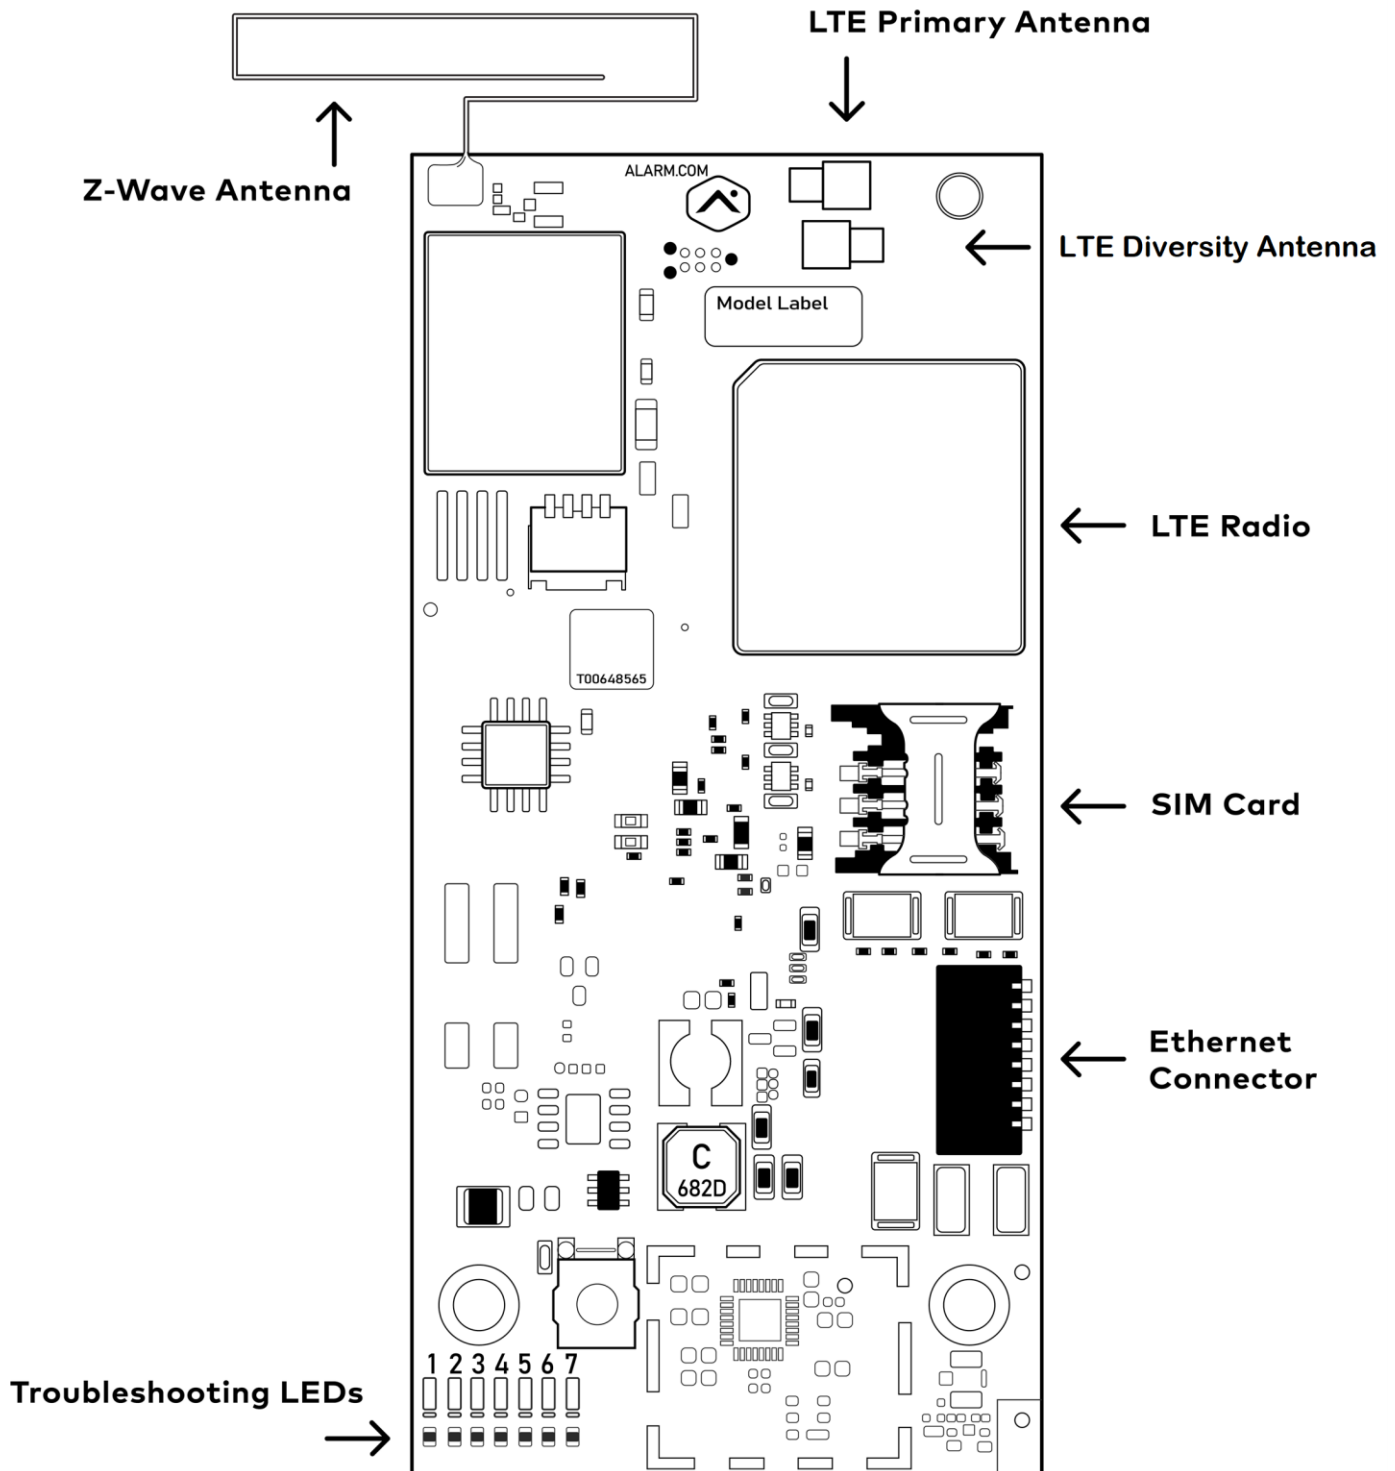 LTE Primary Antenna
Z-Wave Antenna
ALARM.COM
LTE Diversity Antenna
Model Label
LTE Radio
T00648565
SIM Card
Ethernet
Connector
C
682D
1 2 3 4 5 6 7
Troubleshooting LEDs